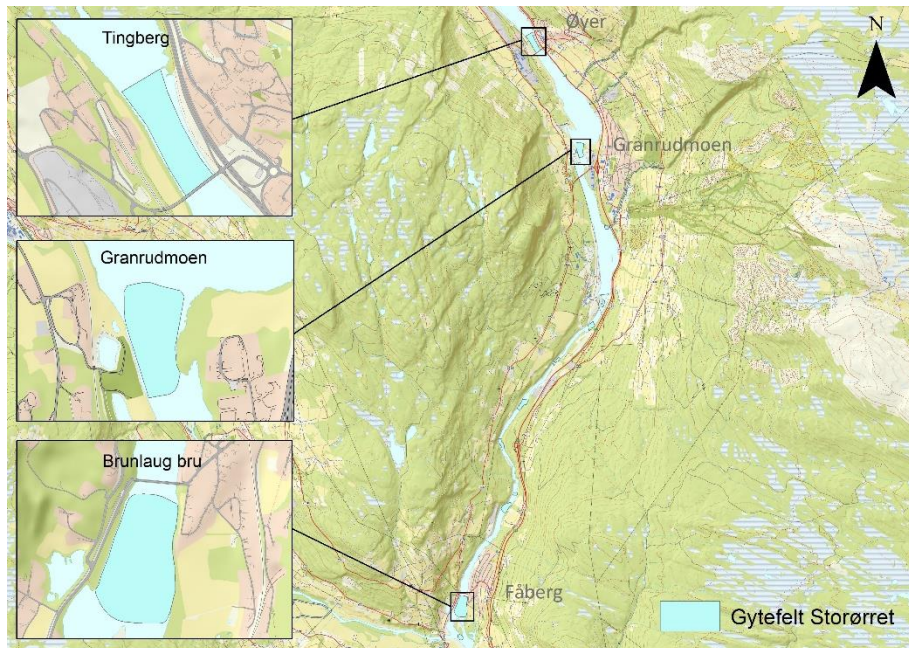 Tingberg
Øyer
N
Granrudmoen
Granrudmoen
Brunlaug bru
Fåberg
Gytefelt Storørret